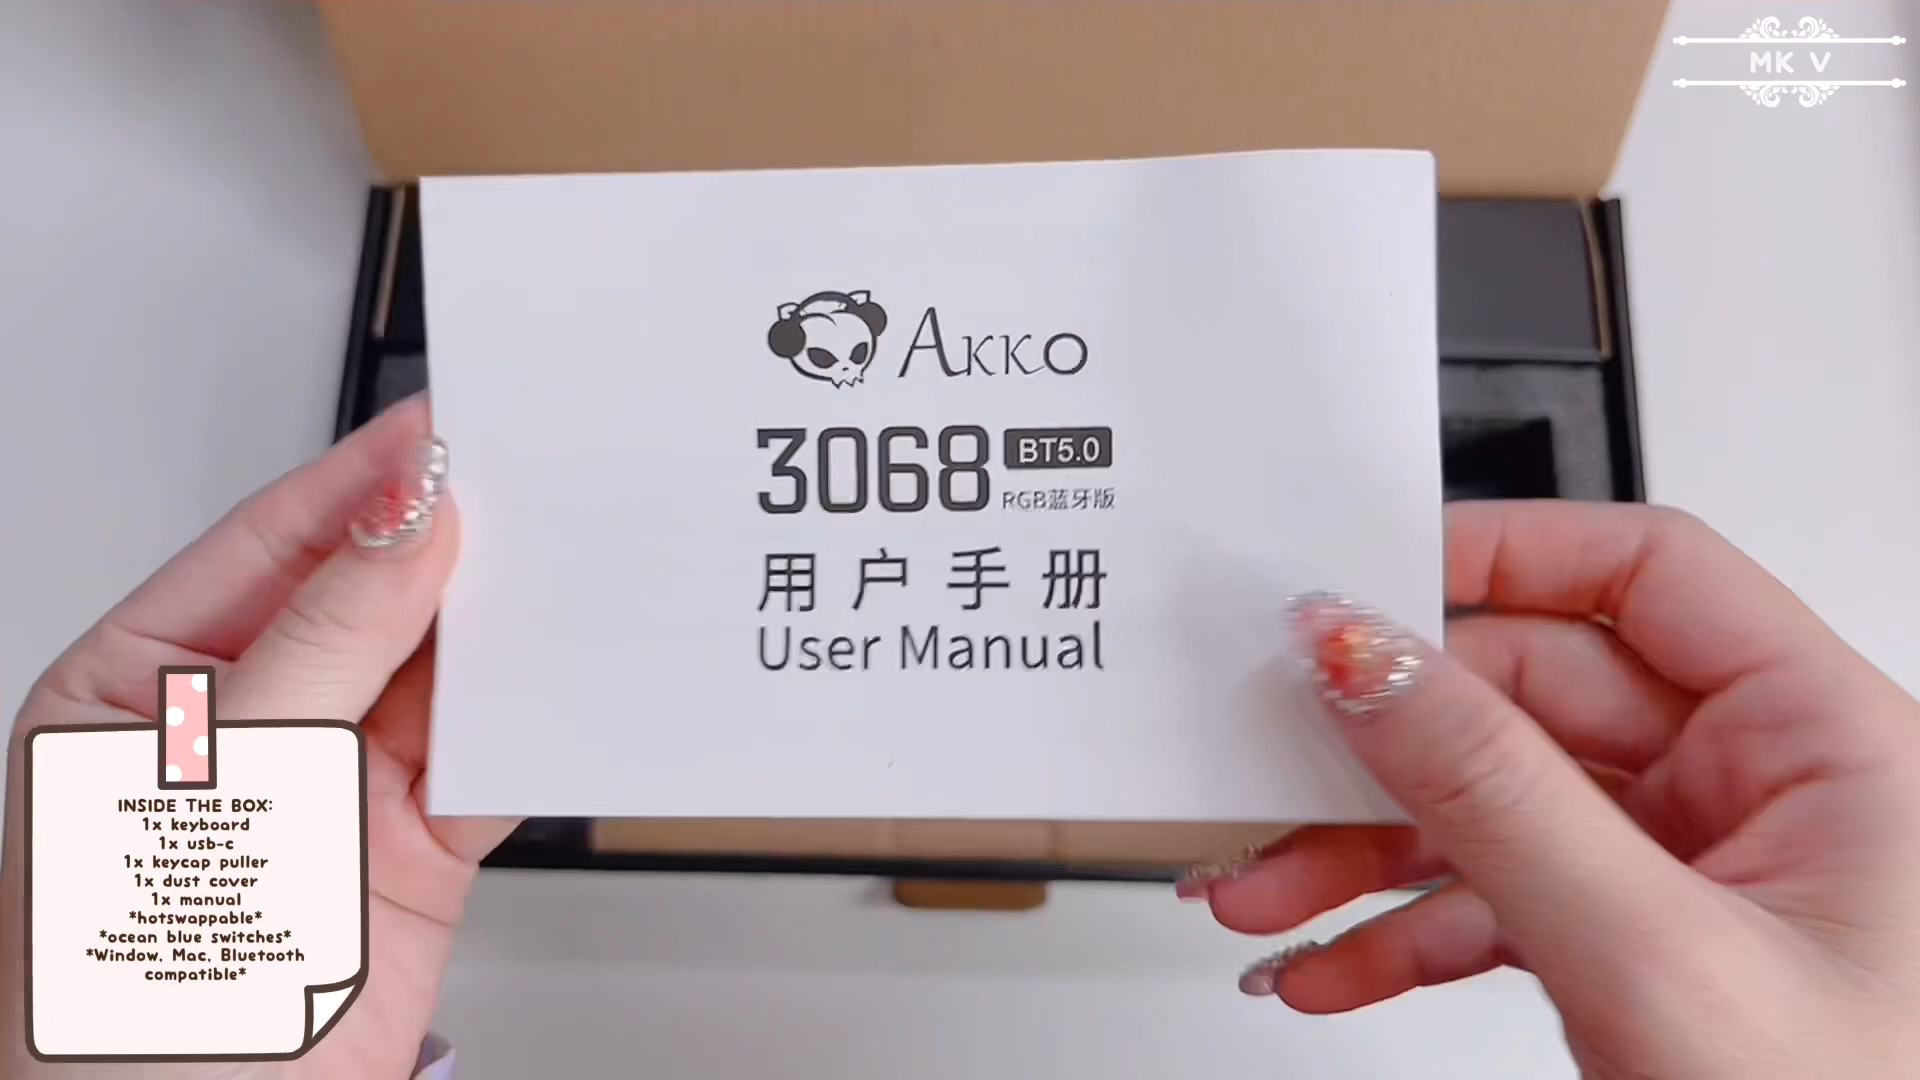 MK V
AKKO
3068 BT5.0
RGB蓝牙版
用户手册
User Manual
INSIDE THE BOX:
1x keyboard
1x usb-c
1x keycap puller
1x dust cover
1x manual
*hotswappable*
*ocean blue switches*
*Window, Mac, Bluetooth
compatible*